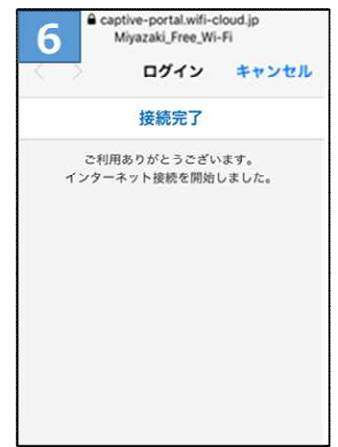 6
captive-portal.wifi-cloud.jp
Miyazaki_Free_Wi-Fi
ログイン キャンセル
接続完了
ご利用ありがとうございます。
インターネット接続を開始しました。